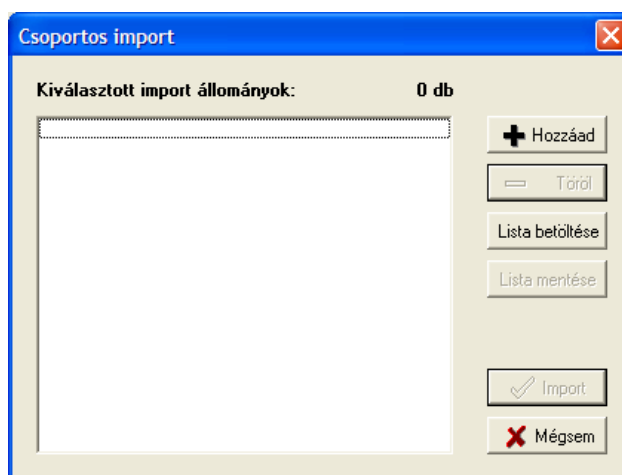 Csoportos import
Kiválasztott import állományok: 0 db
Hozzáad
Töröl
Lista betöltése
Lista mentése
Import
Mégsem